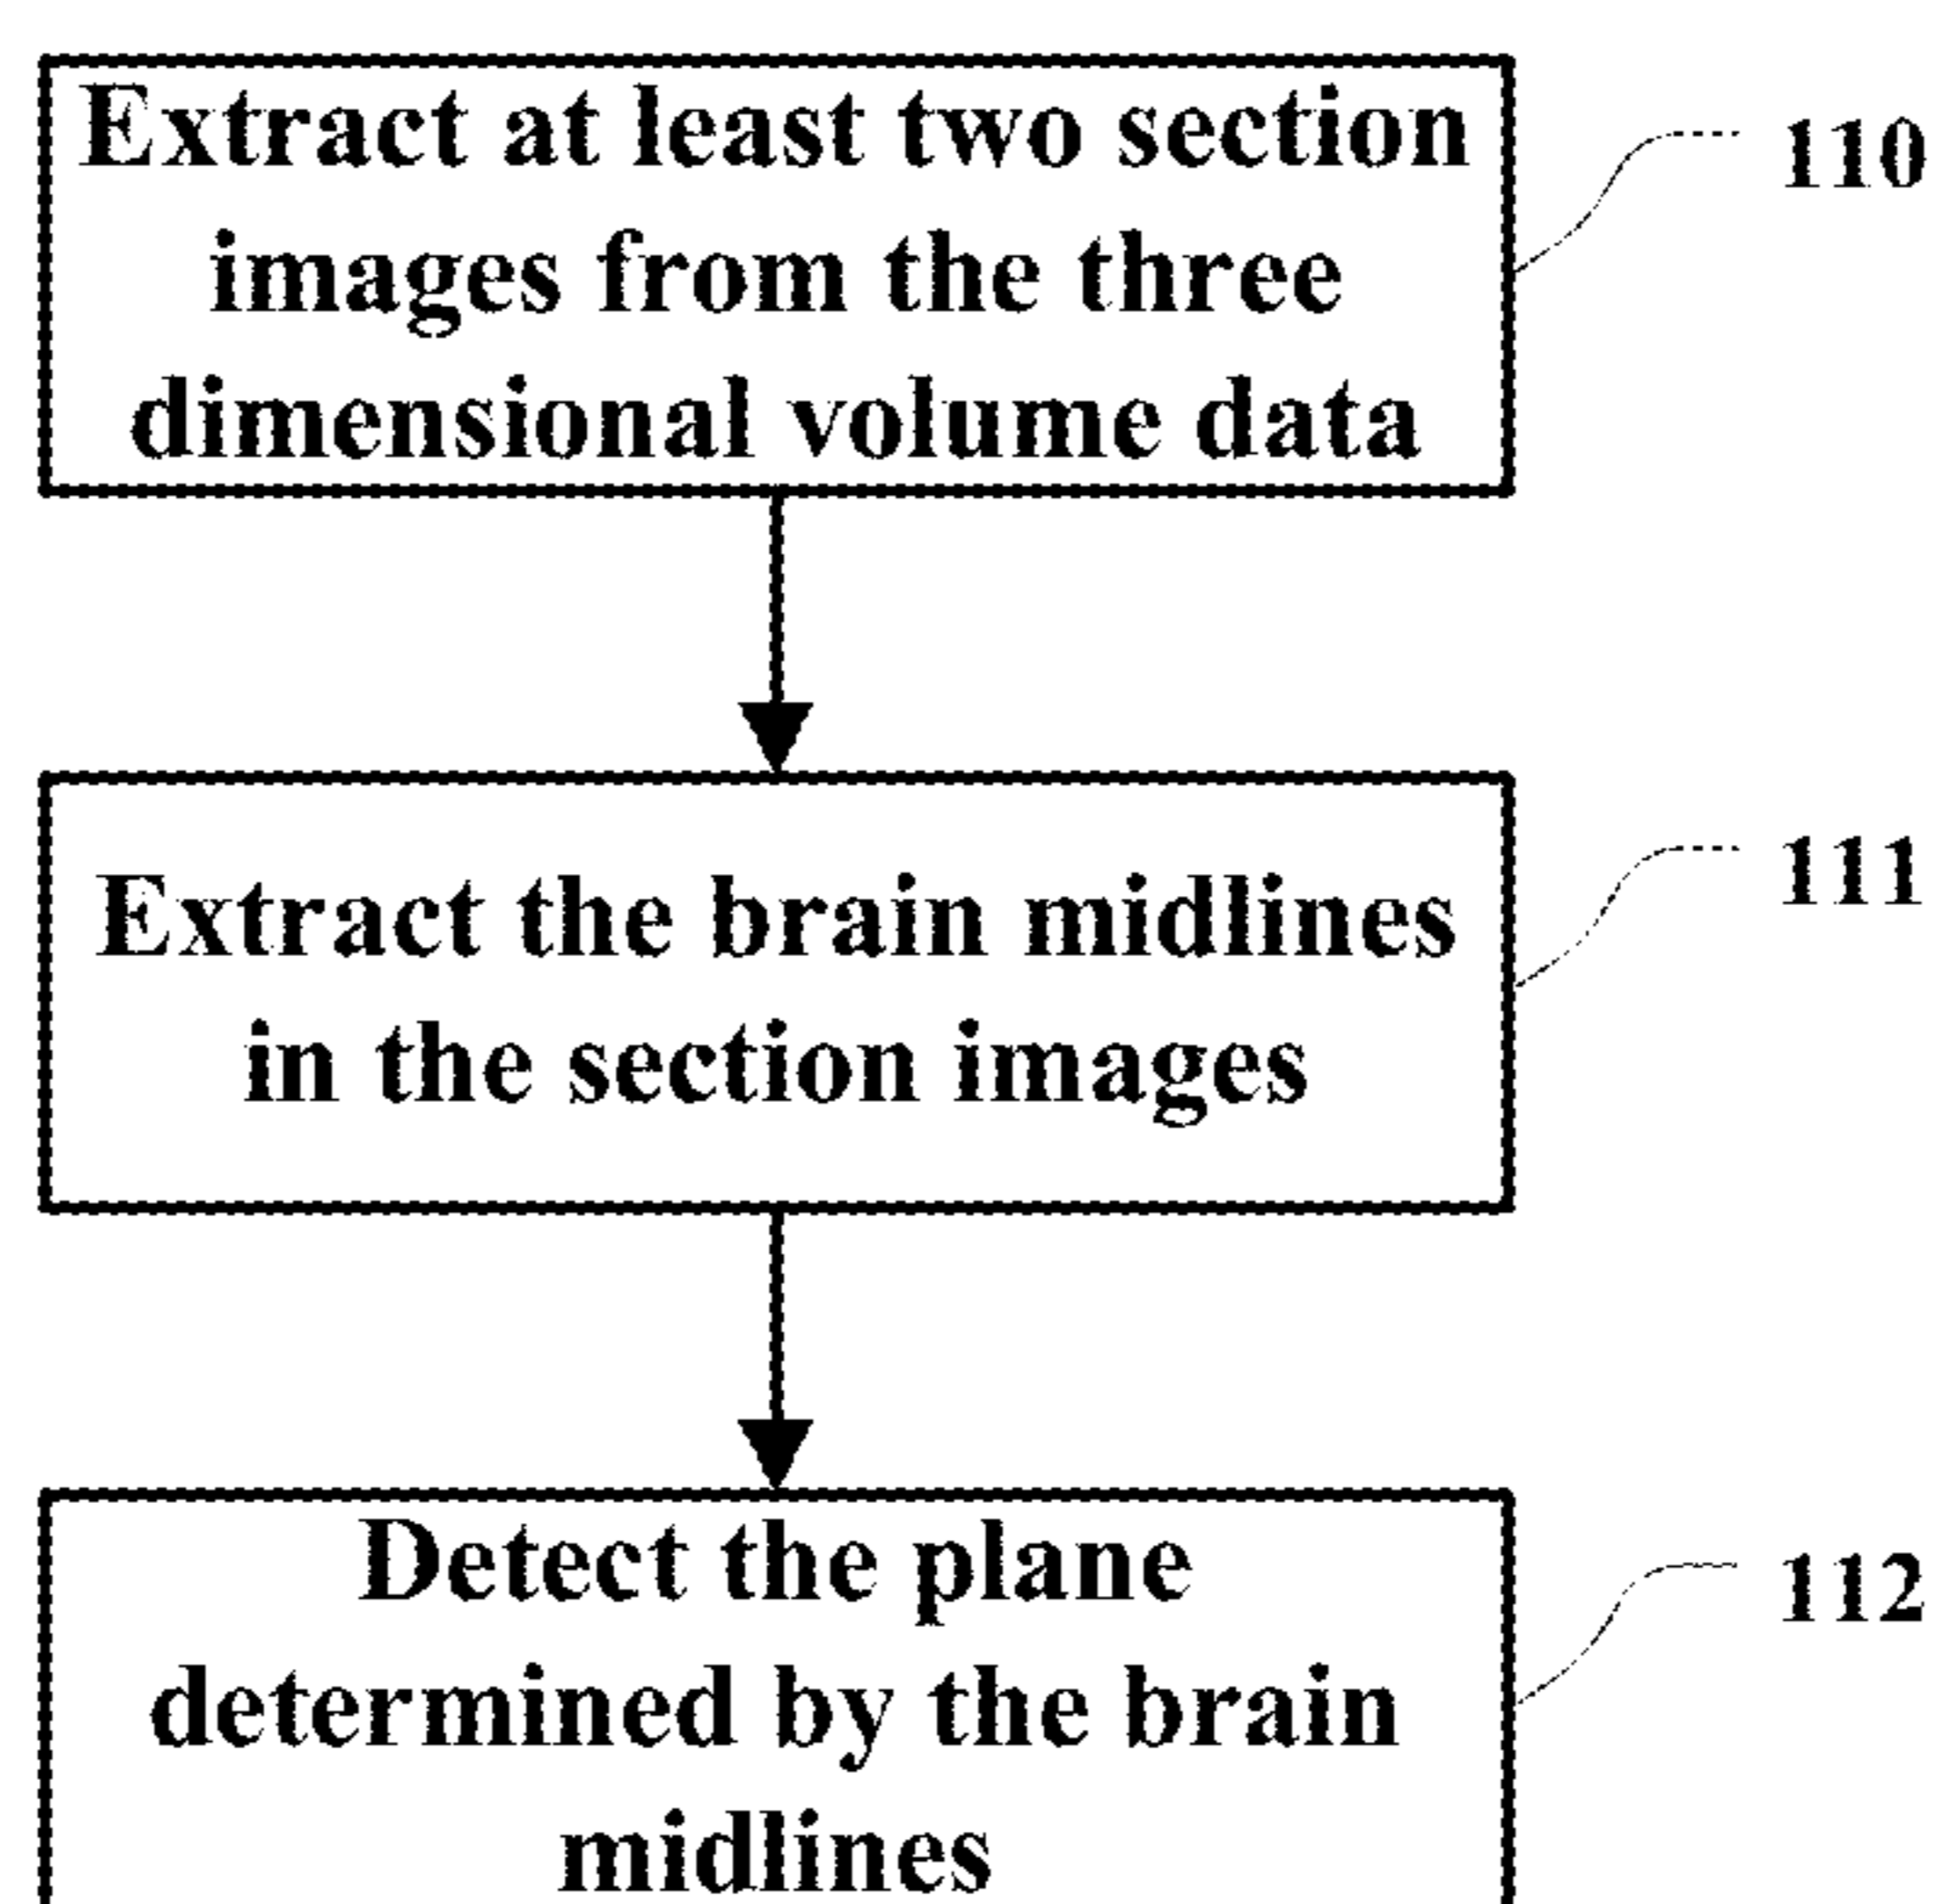 Extract at least two section
images from the three
dimensional volume data
110
Extract the brain midlines
in the section images
111
Detect the plane
determined by the brain
midlines
112